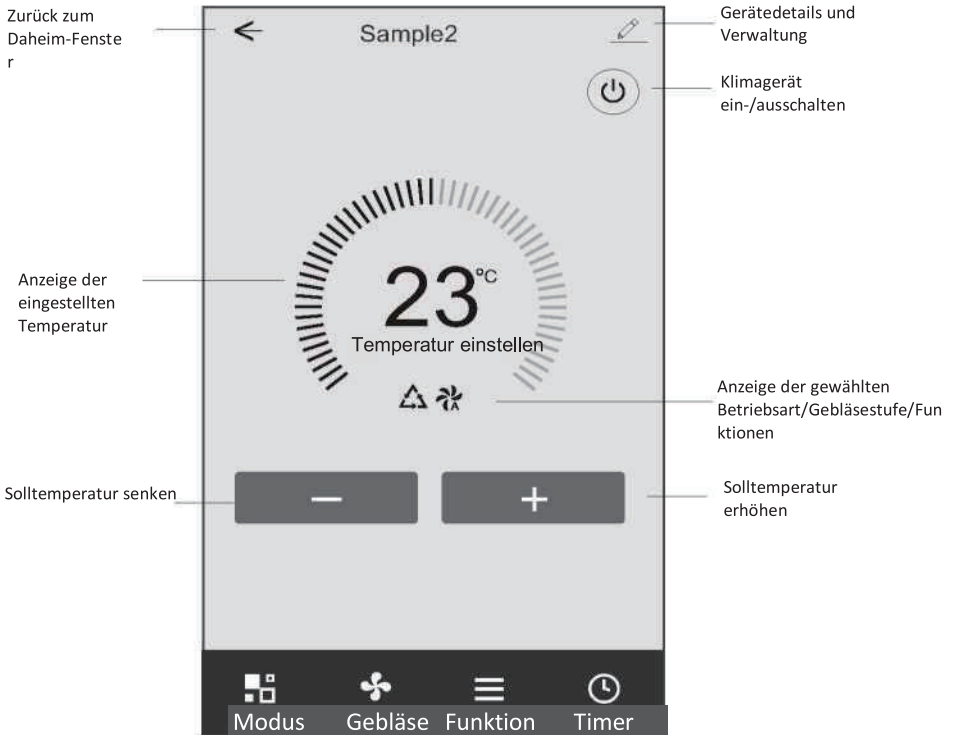 Zurück zum
Daheim-Fenste
r
Sample2
Gerätedetails und
Verwaltung
Klimagerät
ein-/ausschalten
Anzeige der
eingestellten
Temperatur
23°C
Temperatur einstellen
A
Anzeige der gewählten
Betriebsart/Gebläsestufe/Fun
ktionen
Solltemperatur senken
−
+
Solltemperatur
erhöhen
Modus Gebläse Funktion Timer